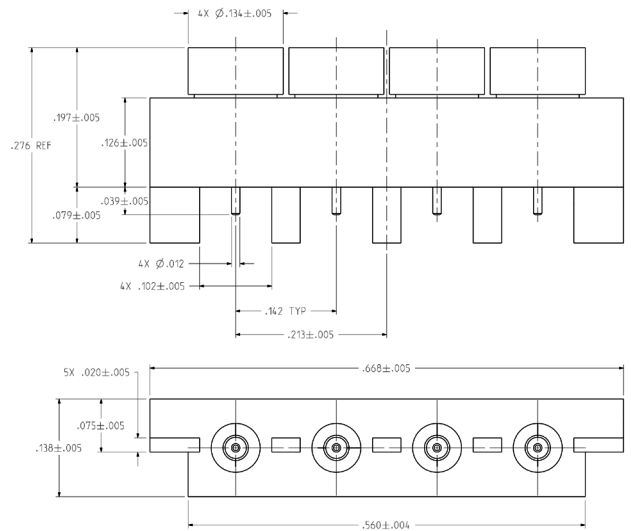 4X Ø.134±.005
.197±.005
.126±.005
.276 REF
.039±.005
.079±.005
4X Ø.012
4X .102±.005
.142 TYP
.213±.005
5X .020±.005
.668±.005
.075±.005
.138±.005
.560±.004